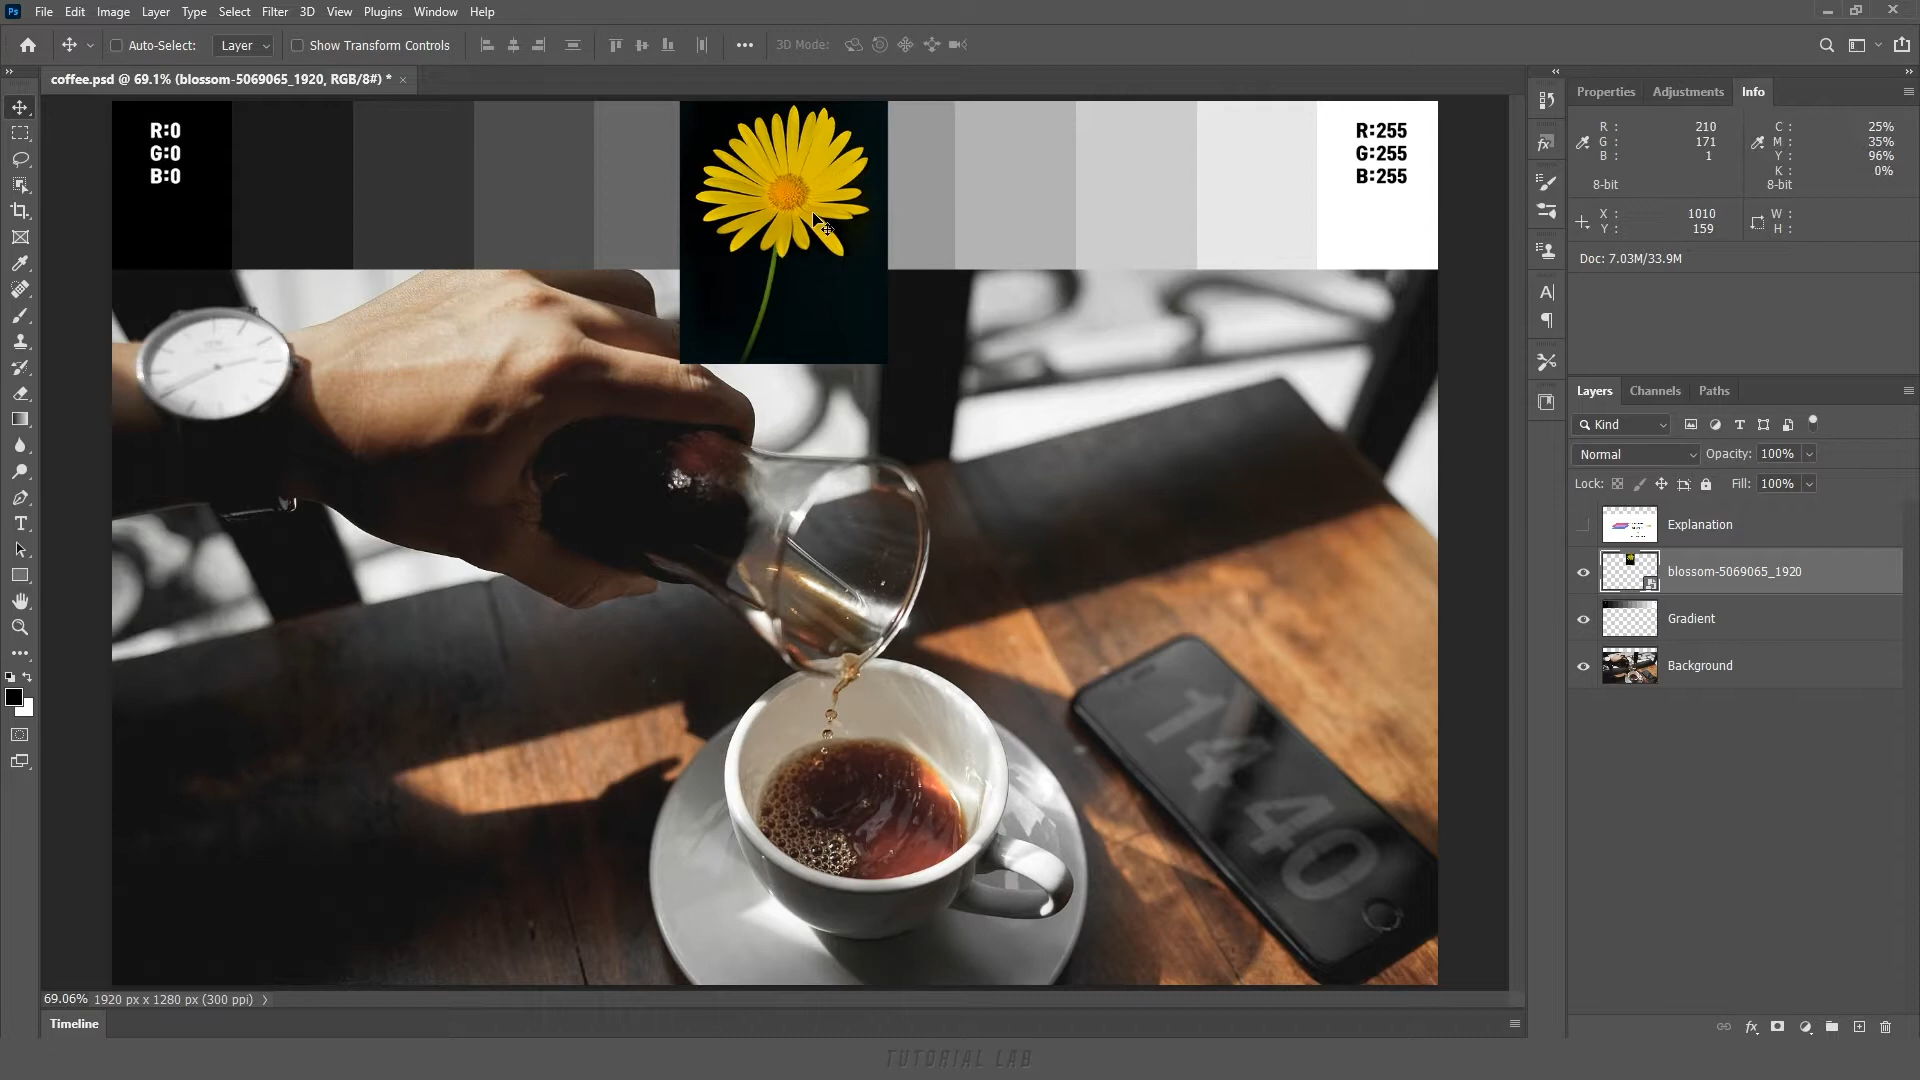 Ps File Edit Image Layer Type Select Filter 3D View Plugins Window Help
Auto-Select: Layer Show Transform Controls ••• 3D Mode:
coffee.psd @ 69.1% (blossom-5069065_1920, RGB/8#) * ×
R:0
G:0
B:0
R:255
G:255
B:255
14
40
69.06% 1920 px x 1280 px (300 ppi)
Timeline
Properties Adjustments Info
R : 210 C : 25%
G : 171 M : 35%
B : 1 Y : 96%
K : 0%
8-bit 8-bit
X : 1010 W :
Y : 159 H :
Doc: 7.03M/33.9M
Layers Channels Paths
Kind
Normal Opacity: 100%
Lock: Fill: 100%
Explanation
blossom-5069065_1920
Gradient
Background
TUTORIAL LAB